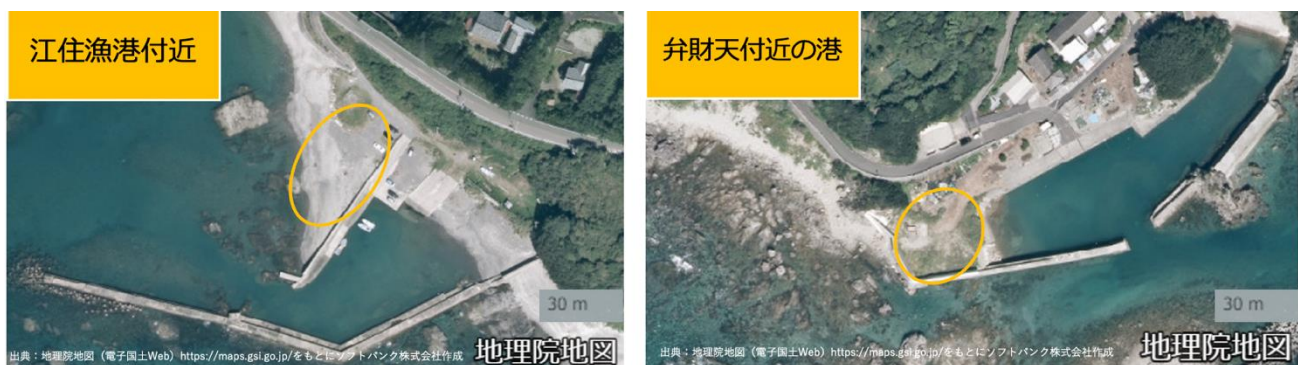 江住漁港付近
30 m
出典：地理院地図（電子国土Web）https://maps.gsi.go.jp/をもとにソフトバンク株式会社作成
地理院地図
弁財天付近の港
30 m
出典：地理院地図（電子国土Web）https://maps.gsi.go.jp/をもとにソフトバンク株式会社作成
地理院地図